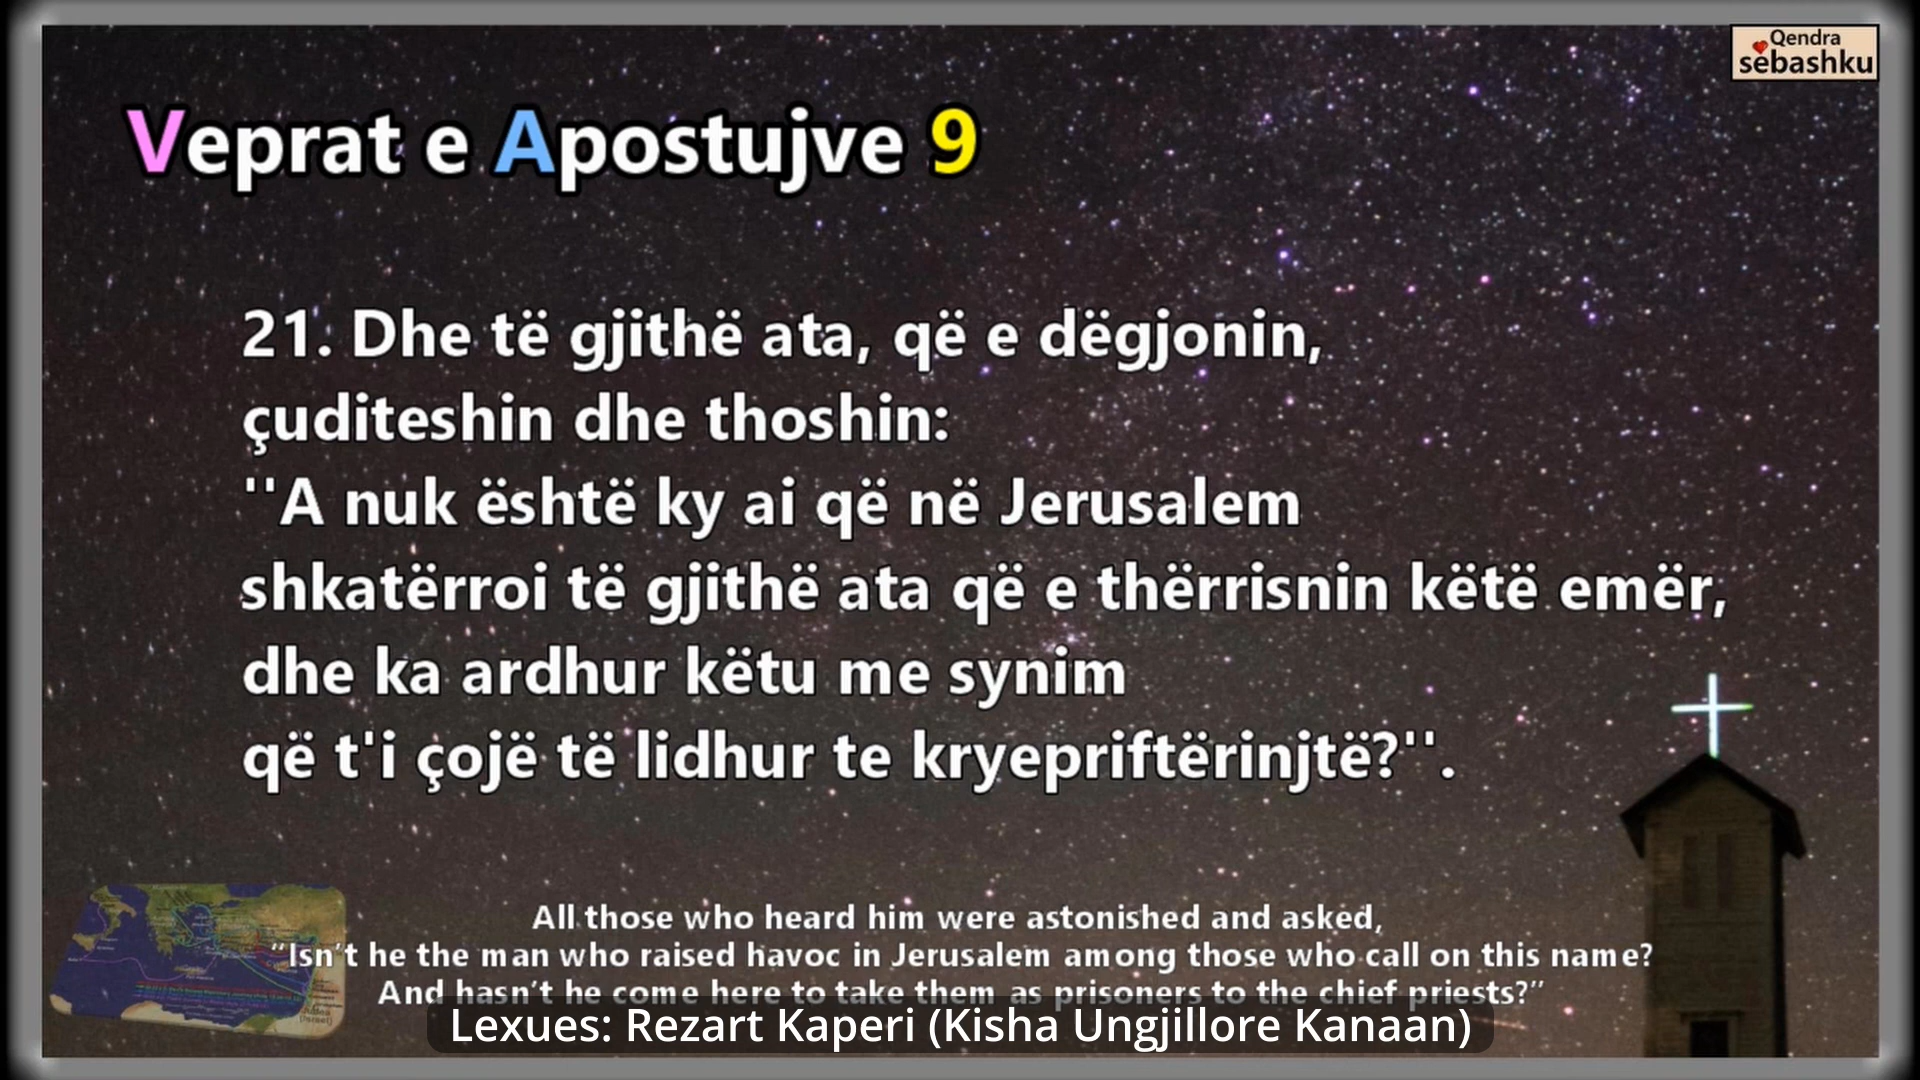 Qendra
sëbashku
Veprat e Apostujve 9
21. Dhe të gjithë ata, që e dëgjonin,
çuditeshin dhe thoshin:
''A nuk është ky ai që në Jerusalem
shkatërroi të gjithë ata që e thërrisnin këtë emër,
dhe ka ardhur këtu me synim
që t'i çojë të lidhur te kryepriftërinjtë?''.
All those who heard him were astonished and asked,
“Isn’t he the man who raised havoc in Jerusalem among those who call on this name?
And hasn’t he come here to take them as prisoners to the chief priests?”
Lexues: Rezart Kaperi (Kisha Ungjillore Kanaan)